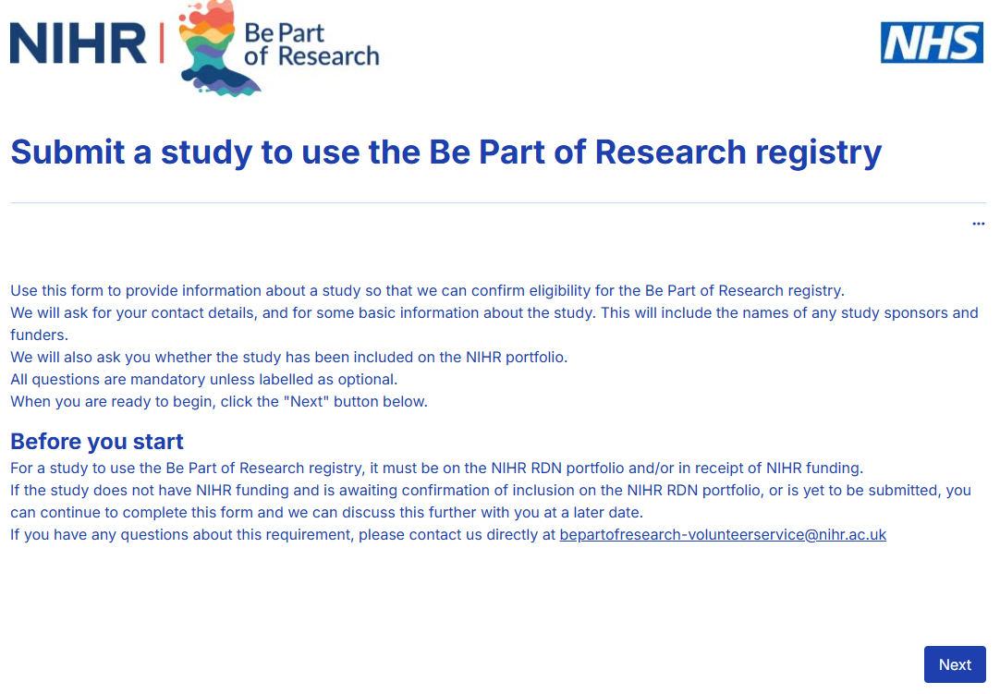 NIHR | Be Part
of Research
NHS
Submit a study to use the Be Part of Research registry
...
Use this form to provide information about a study so that we can confirm eligibility for the Be Part of Research registry.
We will ask for your contact details, and for some basic information about the study. This will include the names of any study sponsors and
funders.
We will also ask you whether the study has been included on the NIHR portfolio.
All questions are mandatory unless labelled as optional.
When you are ready to begin, click the "Next" button below.
Before you start
For a study to use the Be Part of Research registry, it must be on the NIHR RDN portfolio and/or in receipt of NIHR funding.
If the study does not have NIHR funding and is awaiting confirmation of inclusion on the NIHR RDN portfolio, or is yet to be submitted, you
can continue to complete this form and we can discuss this further with you at a later date.
If you have any questions about this requirement, please contact us directly at bepartofresearch-volunteerservice@nihr.ac.uk
Next